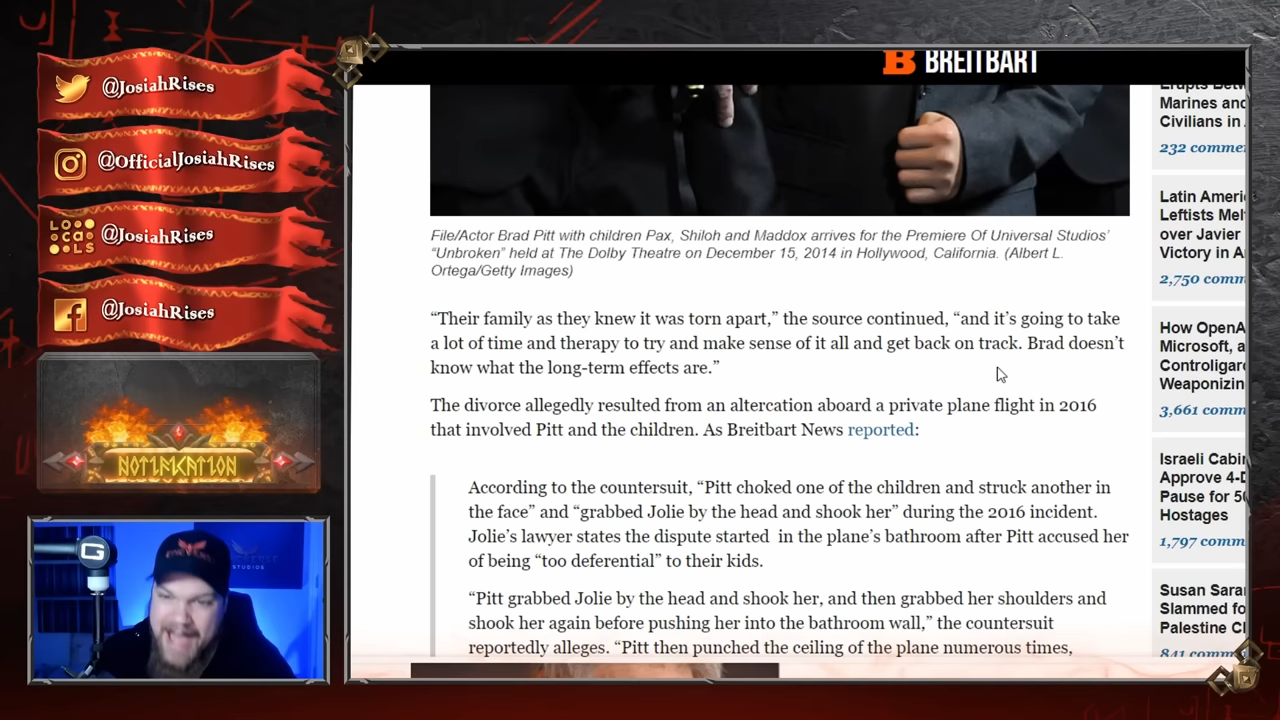 @JosiahRises
@OfficialJosiahRises
LOCALS
@JosiahRises
@JosiahRises
NOTIFICATION
STUDIOS
B BREITBART
File/Actor Brad Pitt with children Pax, Shiloh and Maddox arrives for the Premiere Of Universal Studios’
“Unbroken” held at The Dolby Theatre on December 15, 2014 in Hollywood, California. (Albert L.
Ortega/Getty Images)
“Their family as they knew it was torn apart,” the source continued, “and it’s going to take
a lot of time and therapy to try and make sense of it all and get back on track. Brad doesn’t
know what the long-term effects are.”
The divorce allegedly resulted from an altercation aboard a private plane flight in 2016
that involved Pitt and the children. As Breitbart News reported:
According to the countersuit, “Pitt choked one of the children and struck another in
the face” and “grabbed Jolie by the head and shook her” during the 2016 incident.
Jolie’s lawyer states the dispute started in the plane’s bathroom after Pitt accused her
of being “too deferential” to their kids.
“Pitt grabbed Jolie by the head and shook her, and then grabbed her shoulders and
shook her again before pushing her into the bathroom wall,” the countersuit
reportedly alleges. “Pitt then punched the ceiling of the plane numerous times,
Erupts Betw
Marines and
Civilians in
232 comme
Latin Americ
Leftists Mel
over Javier
Victory in A
2,750 comm
How OpenA
Microsoft, a
Controligarc
Weaponizin
3,661 comm
Israeli Cabin
Approve 4-D
Pause for 50
Hostages
1,797 comm
Susan Saran
Slammed fo
Palestine Cl
841 comm